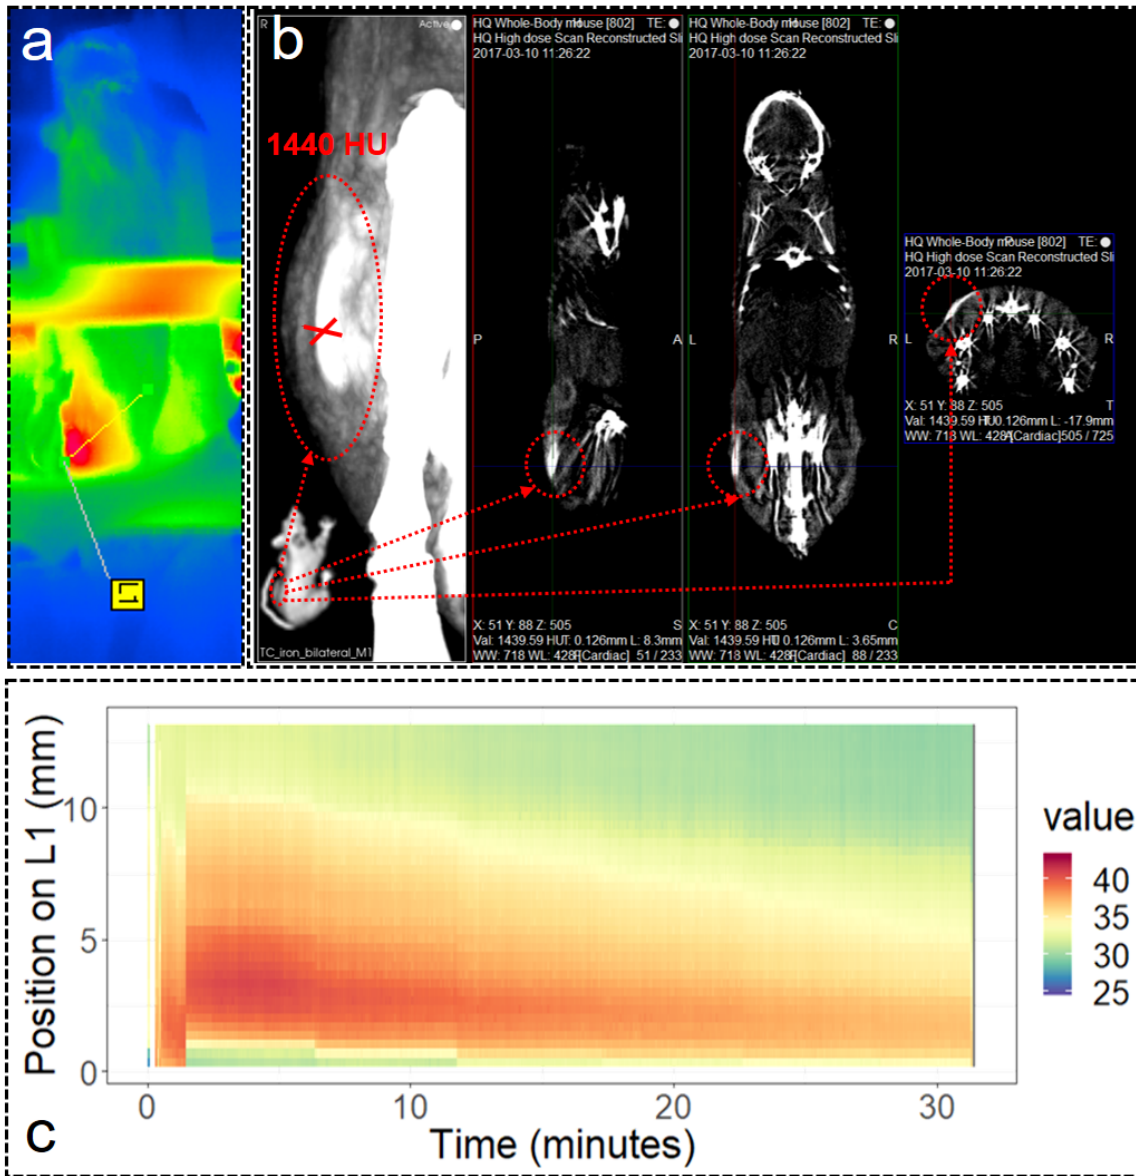 a
L1
b
R
Active
1440 HU
TC_iron_bilateral_M1
HQ Whole-Body mouse [802] TE:
HQ High dose Scan Reconstructed Sli
2017-03-10 11:26:22
P
A
X: 51 Y: 88 Z: 505 S
Val: 1439.59 HU T: 0.126mm L: 8.3mm
WW: 718 WL: 428 [Cardiac] 51 / 233
HQ Whole-Body mouse [802] TE:
HQ High dose Scan Reconstructed Sli
2017-03-10 11:26:22
L
R
X: 51 Y: 88 Z: 505 C
Val: 1439.59 HU 0.126mm L: 3.65mm
WW: 718 WL: 428 [Cardiac] 88 / 233
HQ Whole-Body mouse [802] TE:
HQ High dose Scan Reconstructed Sli
2017-03-10 11:26:22
L
R
X: 51 Y: 88 Z: 505 T
Val: 1439.59 HU 0.126mm L: -17.9mm
WW: 718 WL: 428 [Cardiac] 505 / 725
Position on L1 (mm)
10
5
0
0 10 20 30
Time (minutes)
value
40
35
30
25
c